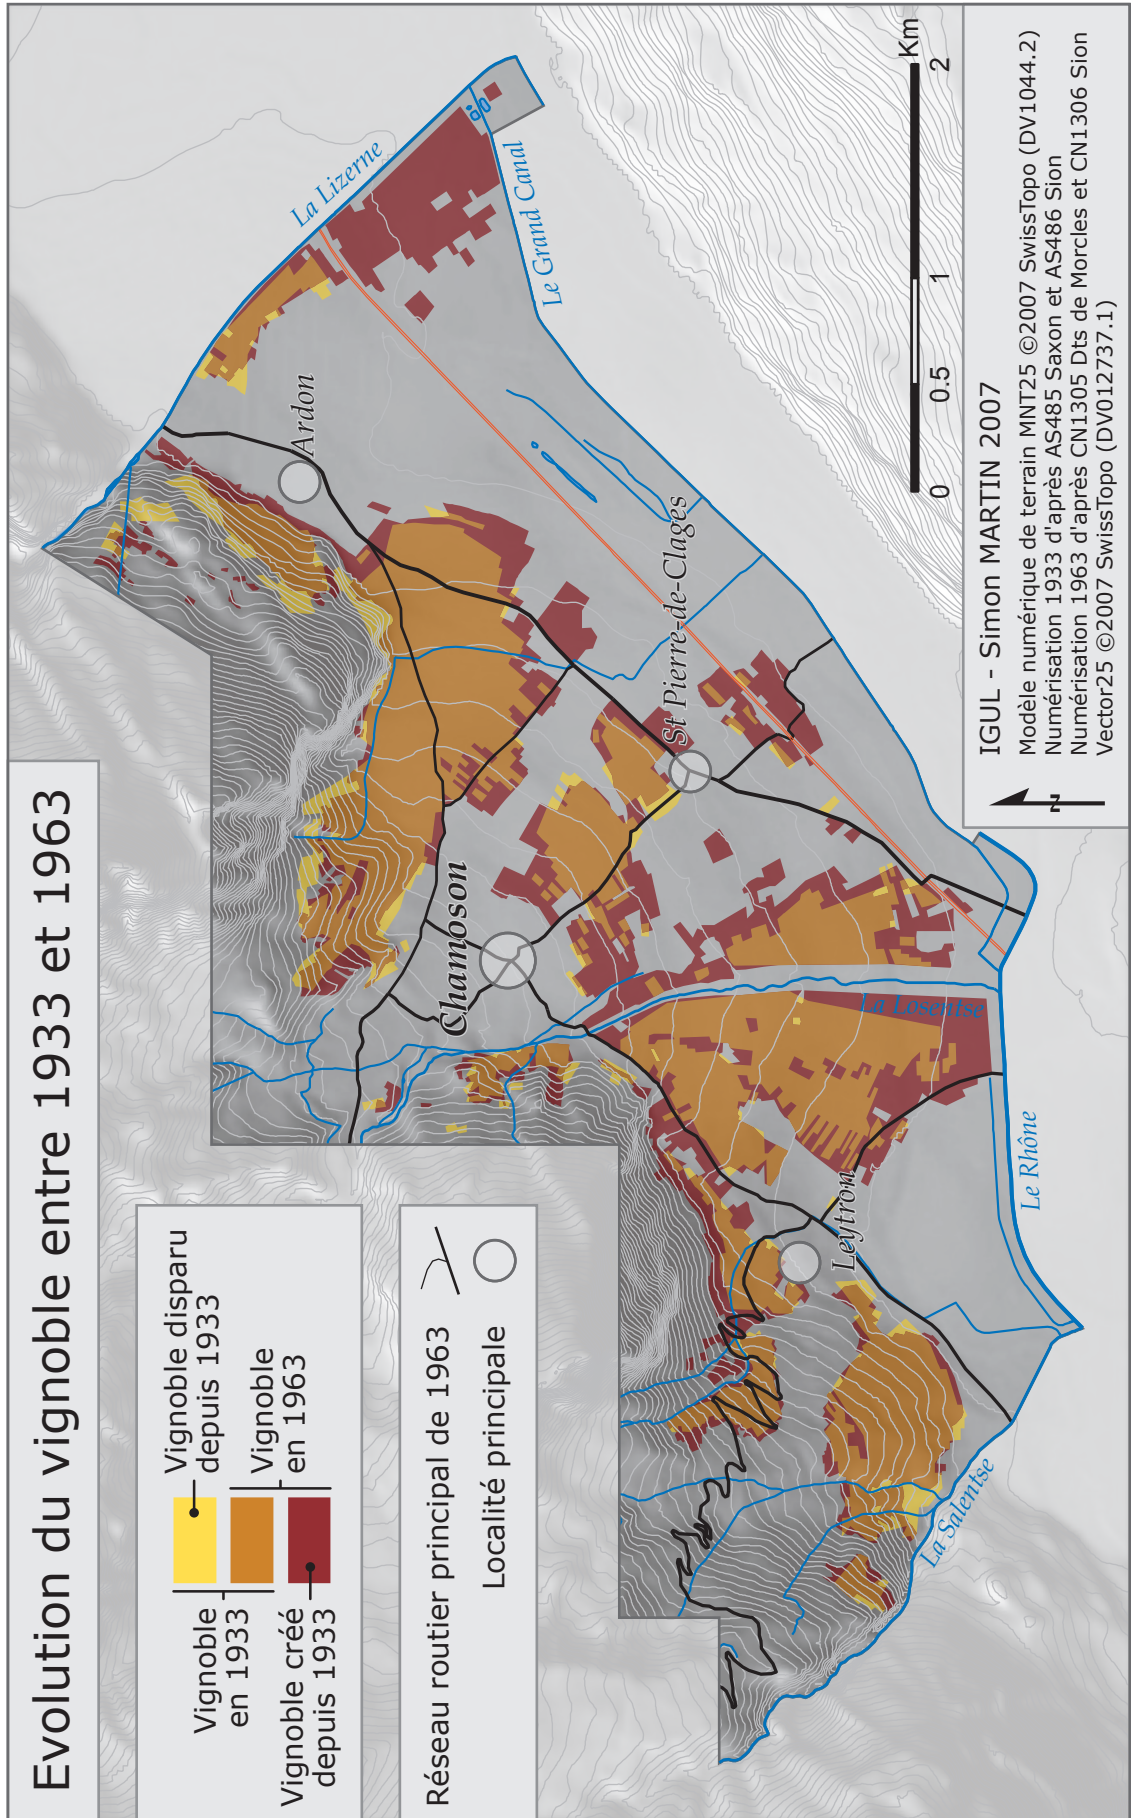 Evolution du vignoble entre 1933 et 1963
Vignoble
en 1933
Vignoble créé
depuis 1933
Vignoble disparu
depuis 1933
Vignoble
en 1963
Réseau routier principal de 1963
Localité principale
La Lizerne
Le Grand Canal
Ardon
St Pierre-de-Clages
Chamoson
La Losentse
Leytron
Le Rhône
La Salentse
0 0.5 1 2
Km
N
IGUL - Simon MARTIN 2007
Modèle numérique de terrain MNT25 ©2007 SwissTopo (DV1044.2)
Numérisation 1933 d'après AS485 Saxon et AS486 Sion
Numérisation 1963 d'après CN1305 Dts de Morcles et CN1306 Sion
Vector25 ©2007 SwissTopo (DV012737.1)